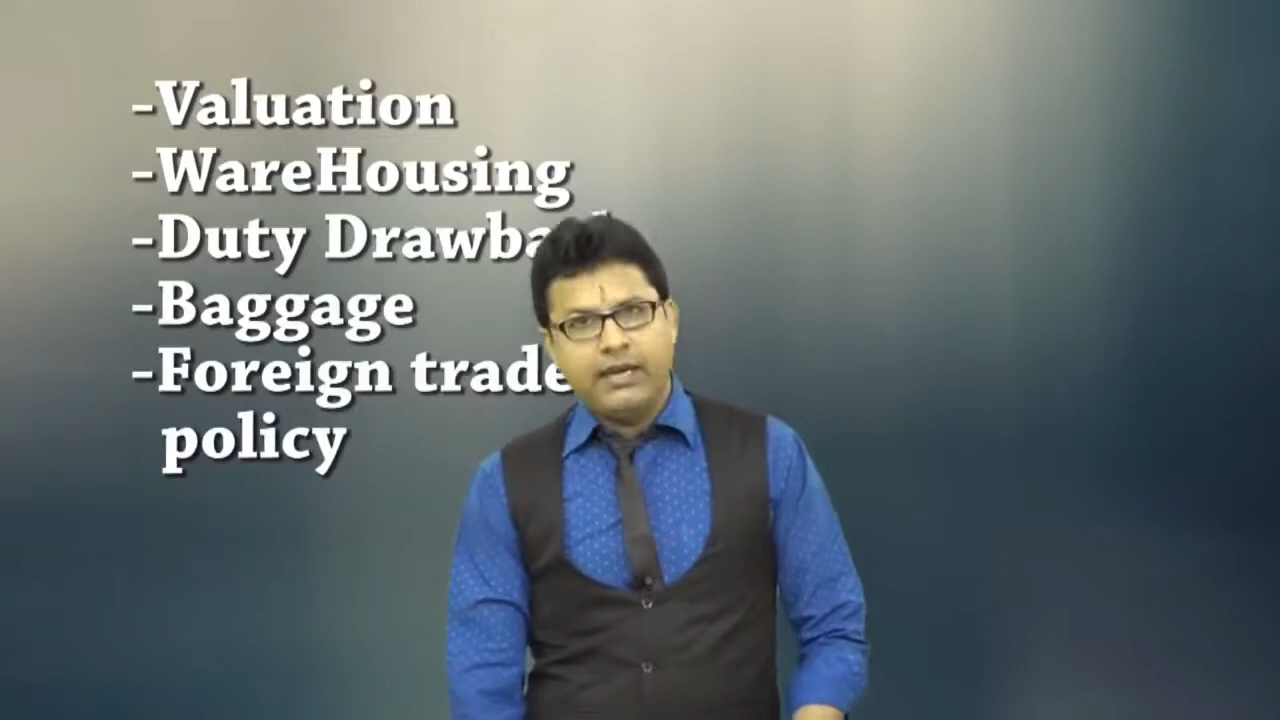 -Valuation
-WareHousing
-Duty
-Baggage
-Foreign trade
policy